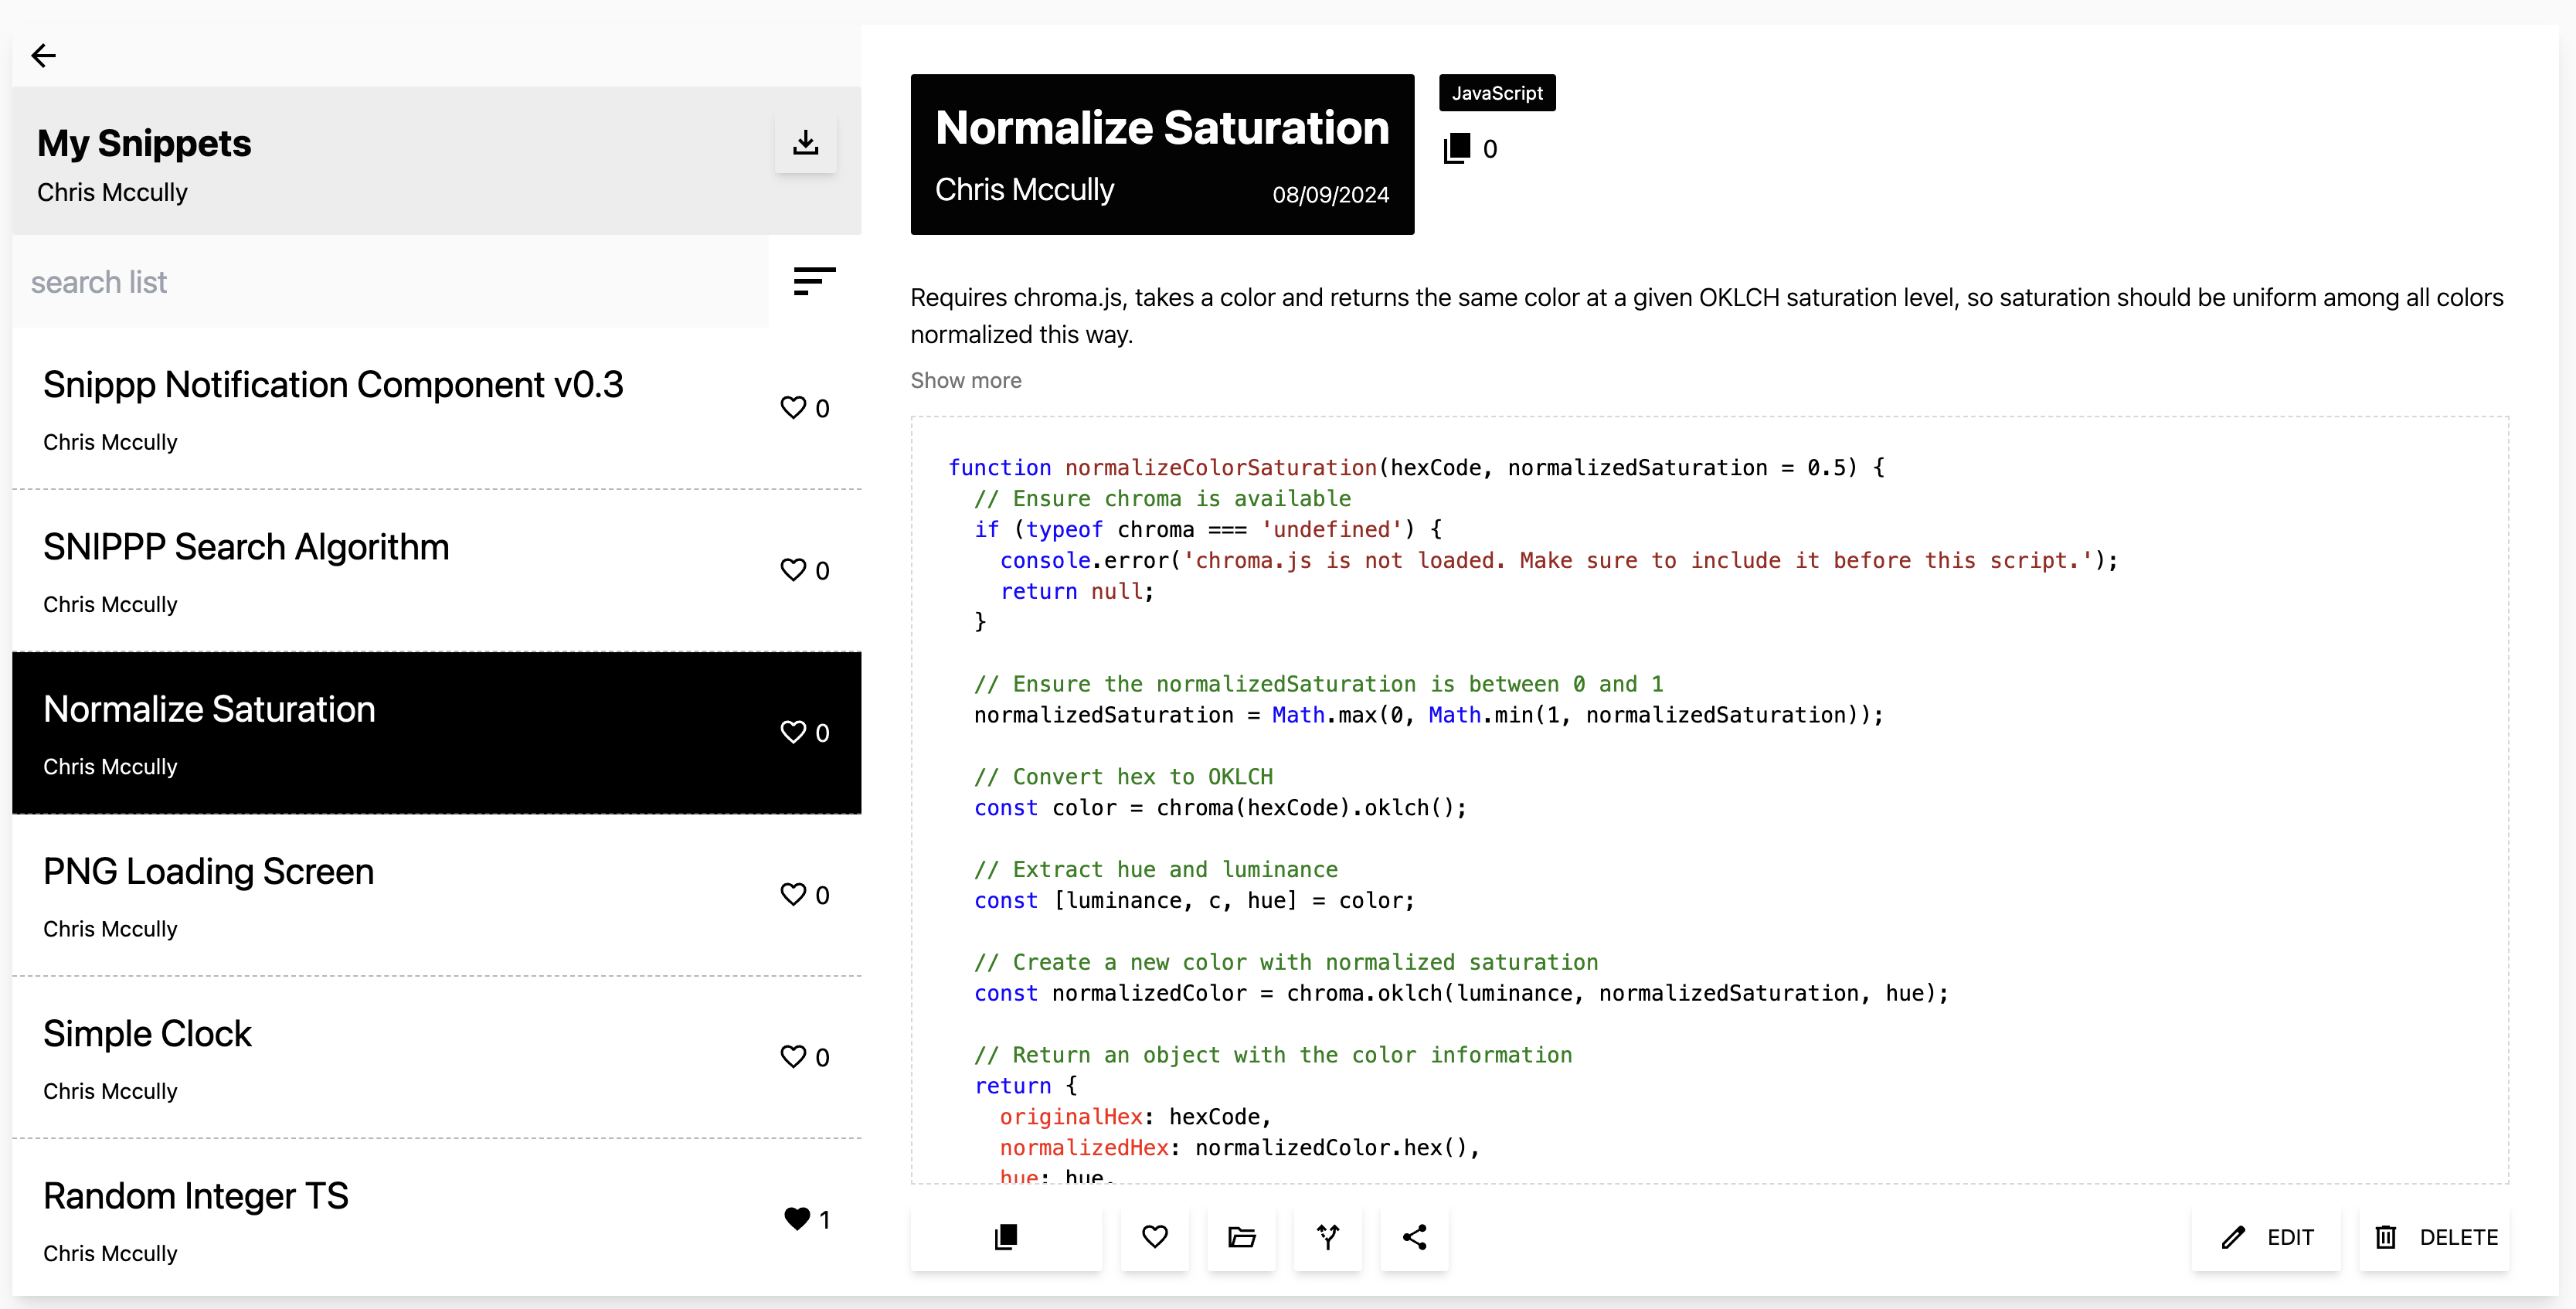 My Snippets
Chris Mccully
search list
Snippp Notification Component v0.3
0
Chris Mccully
SNIPPP Search Algorithm
0
Chris Mccully
Normalize Saturation
0
Chris Mccully
PNG Loading Screen
0
Chris Mccully
Simple Clock
0
Chris Mccully
Random Integer TS
1
Chris Mccully
Normalize Saturation
Chris Mccully 08/09/2024
JavaScript
0
Requires chroma.js, takes a color and returns the same color at a given OKLCH saturation level, so saturation should be uniform among all colors
normalized this way.
Show more
function normalizeColorSaturation(hexCode, normalizedSaturation = 0.5) {
  // Ensure chroma is available
  if (typeof chroma === 'undefined') {
    console.error('chroma.js is not loaded. Make sure to include it before this script.');
    return null;
  }
  // Ensure the normalizedSaturation is between 0 and 1
  normalizedSaturation = Math.max(0, Math.min(1, normalizedSaturation));
  // Convert hex to OKLCH
  const color = chroma(hexCode).oklch();
  // Extract hue and luminance
  const [luminance, c, hue] = color;
  // Create a new color with normalized saturation
  const normalizedColor = chroma.oklch(luminance, normalizedSaturation, hue);
  // Return an object with the color information
  return {
    originalHex: hexCode,
    normalizedHex: normalizedColor.hex(),
    hue: hue,
EDIT
DELETE